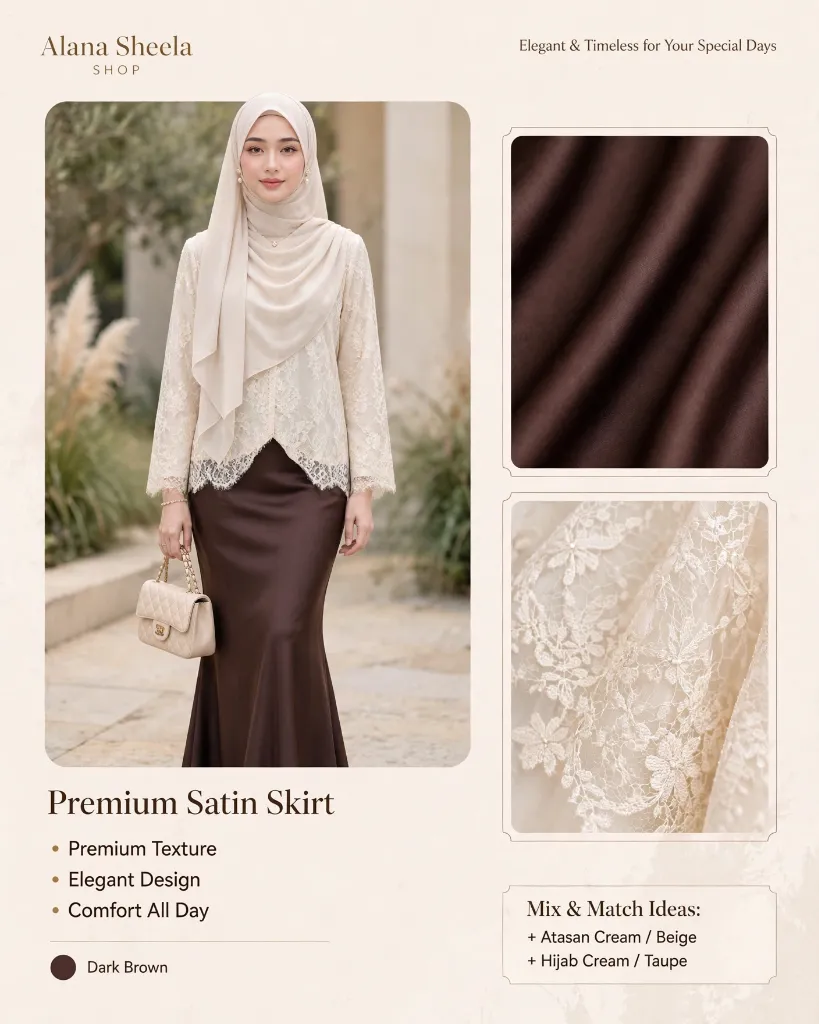 Alana Sheela
SHOP
Elegant & Timeless for Your Special Days
Premium Satin Skirt
• Premium Texture
• Elegant Design
• Comfort All Day
Dark Brown
Mix & Match Ideas:
+ Atasan Cream / Beige
+ Hijab Cream / Taupe